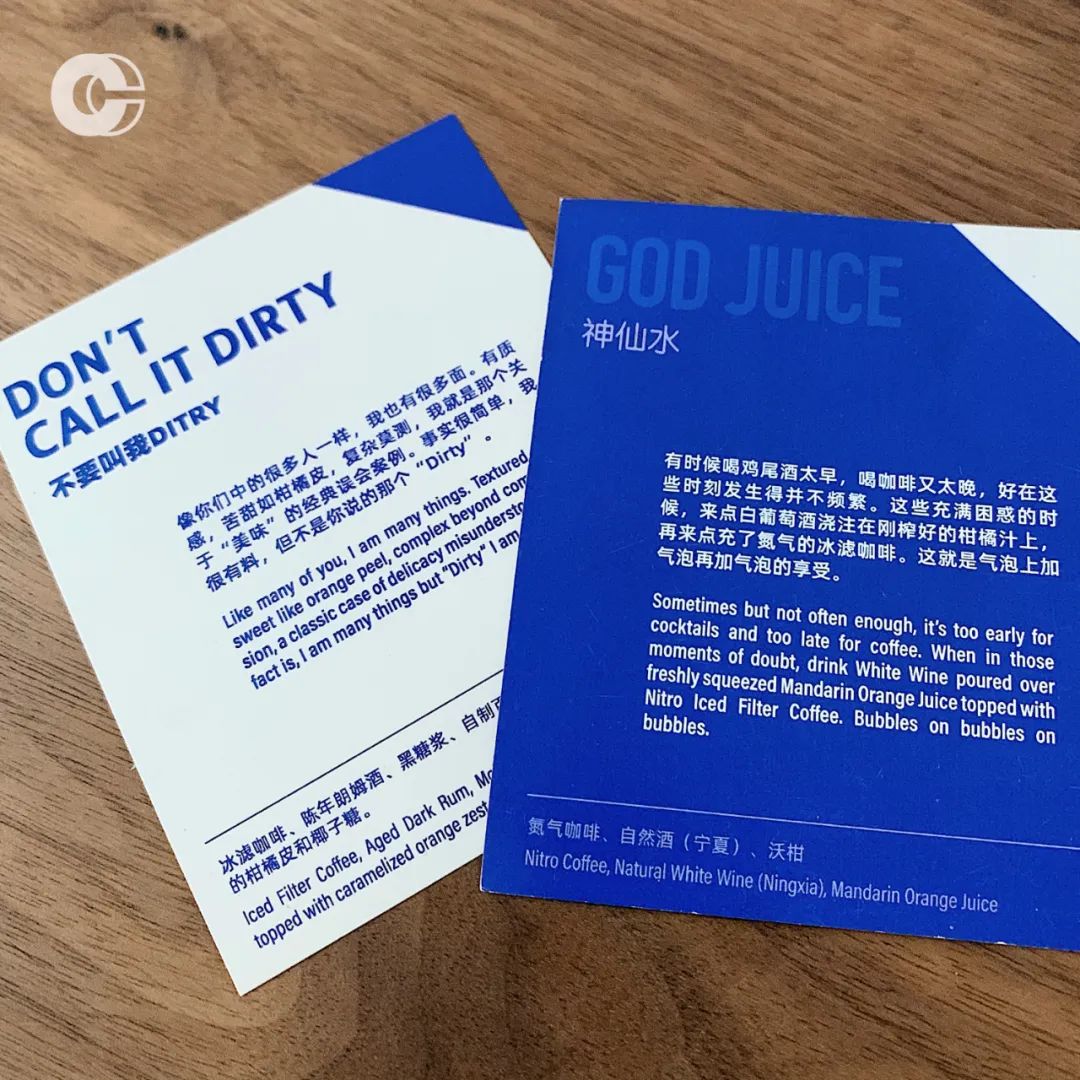 DON'T
CALL IT DIRTY
不要叫我DITRY
像你们中的很多人一样，我也有很多面。有质
感，苦甜如柑橘皮，复杂莫测，我就是那个关
于“美味”的经典误会案例。事实很简单，我
很有料，但不是你说的那个“Dirty”。
Like many of you, I am many things. Textured
sweet like orange peel, complex beyond
sion, a classic case of delicacy
fact is, I am many things but "Dirty" I am
冰滤咖啡、陈年朗姆酒、黑糖浆、自制
的柑橘皮和椰子糖。
Iced Filter Coffee, Aged Dark Rum,
topped with caramelized orange zest
GOD JUICE
神仙水
有时候喝鸡尾酒太早，喝咖啡又太晚，好在这
些时刻发生得并不频繁。这些充满困惑的时
候，来点白葡萄酒浇注在刚榨好的柑橘汁上，
再来点充了氮气的冰滤咖啡。这就是气泡上加
气泡再加气泡的享受。
Sometimes but not often enough, it's too early for
cocktails and too late for coffee. When in those
moments of doubt, drink White Wine poured over
freshly squeezed Mandarin Orange Juice topped with
Nitro Iced Filter Coffee. Bubbles on bubbles on
bubbles.
氮气咖啡、自然酒（宁夏）、沃柑
Nitro Coffee, Natural White Wine (Ningxia), Mandarin Orange Juice